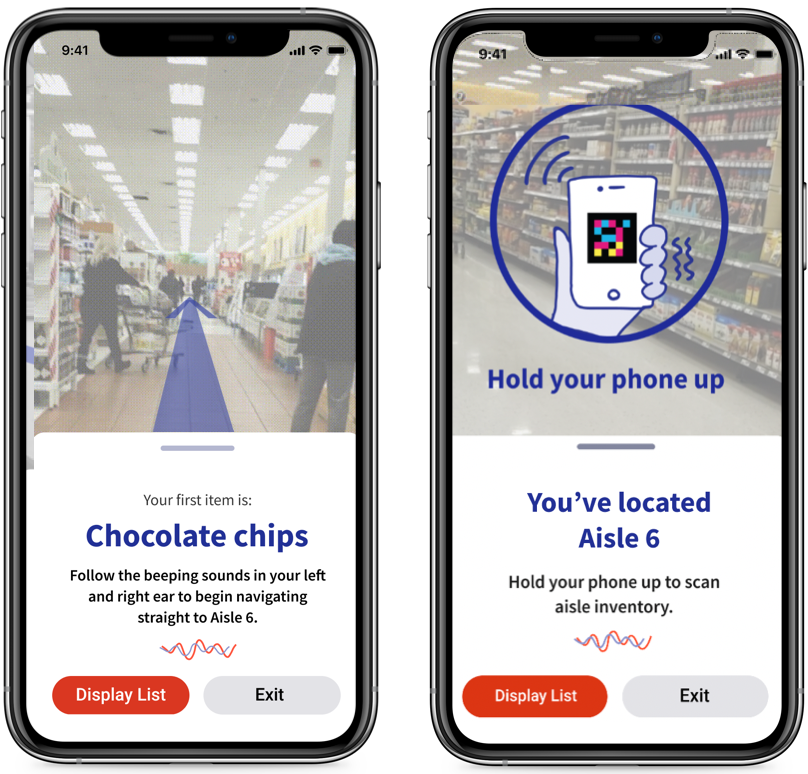 9:41
Your first item is:
Chocolate chips
Follow the beeping sounds in your left
and right ear to begin navigating
straight to Aisle 6.
Display List
Exit
9:41
Hold your phone up
You’ve located
Aisle 6
Hold your phone up to scan
aisle inventory.
Display List
Exit